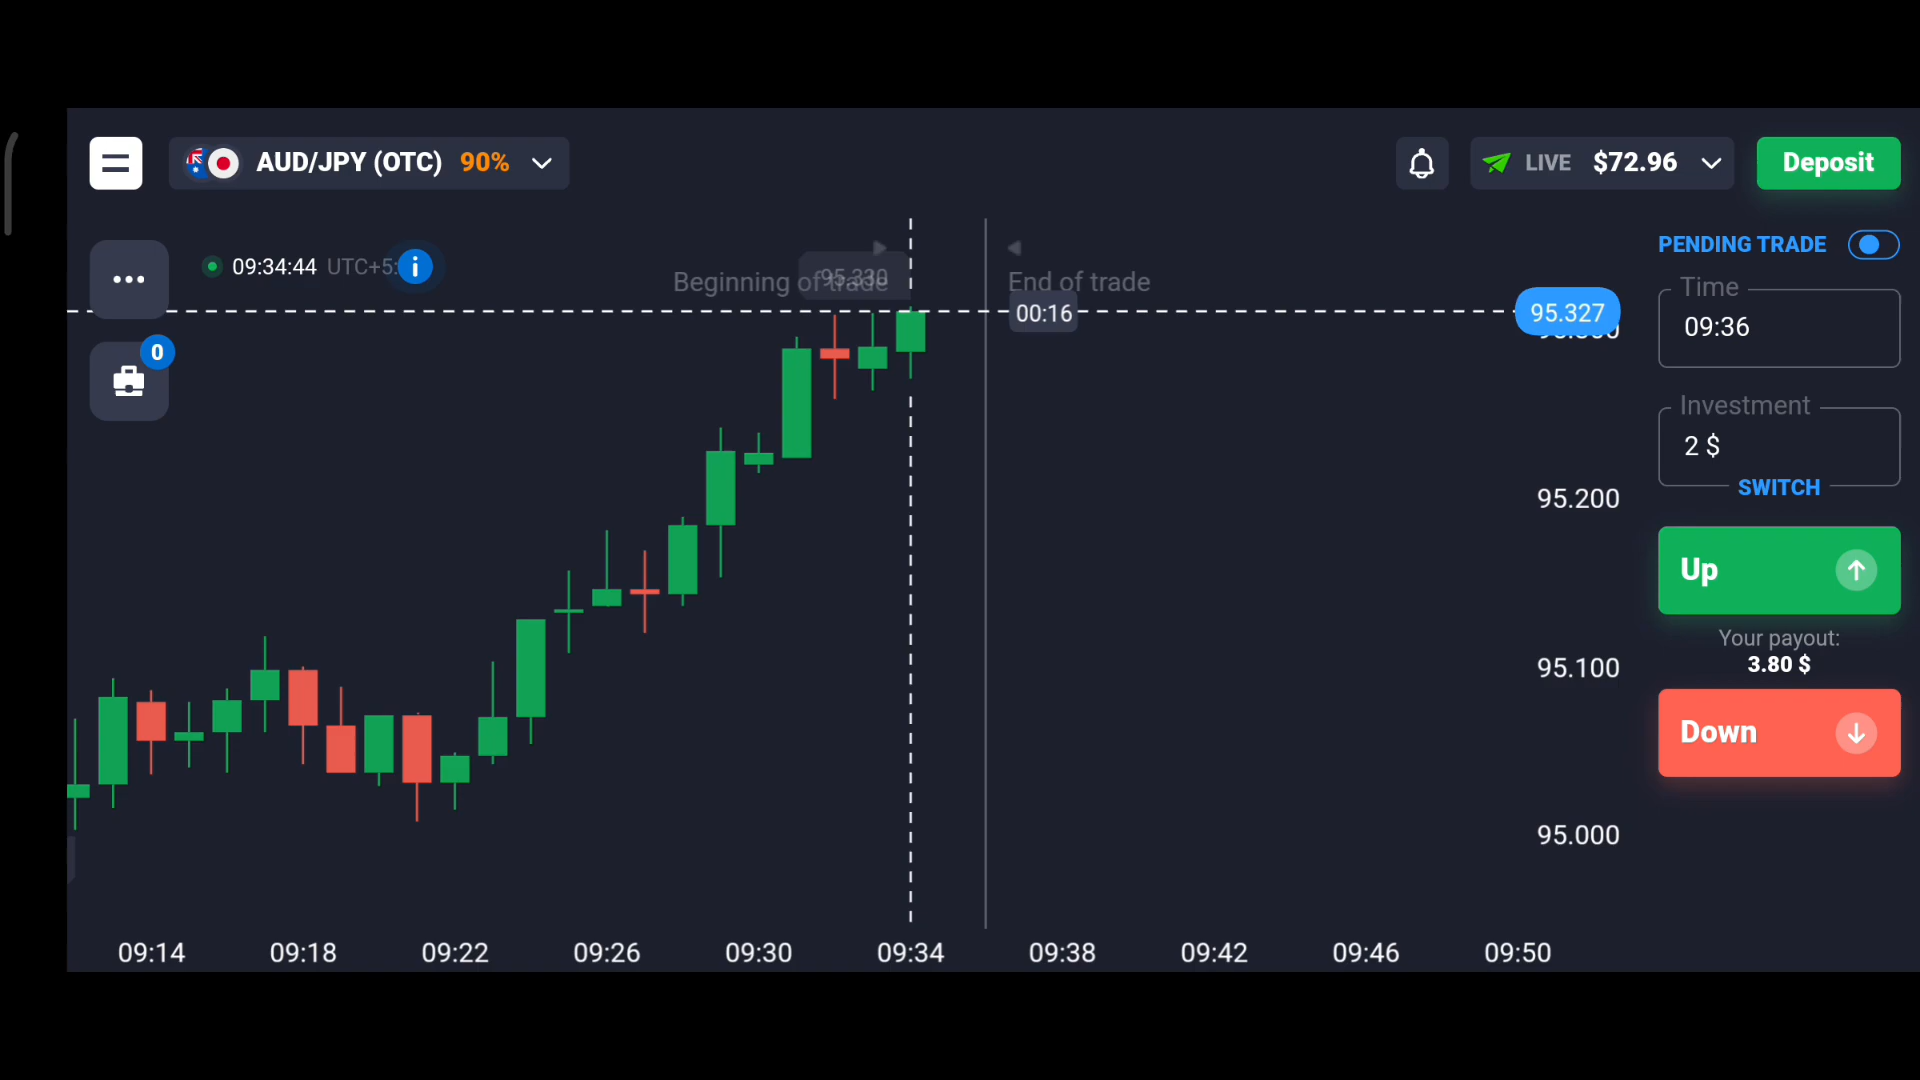 AUD/JPY (OTC) 90%
LIVE $72.96
Deposit
09:34:44 UTC+5:
i
Beginning of trade
95.330
End of trade
00:16
95.327
0
PENDING TRADE
Time
09:36
Investment
2 $
SWITCH
Up
Your payout:
3.80 $
Down
95.200
95.100
95.000
09:14 09:18 09:22 09:26 09:30 09:34 09:38 09:42 09:46 09:50